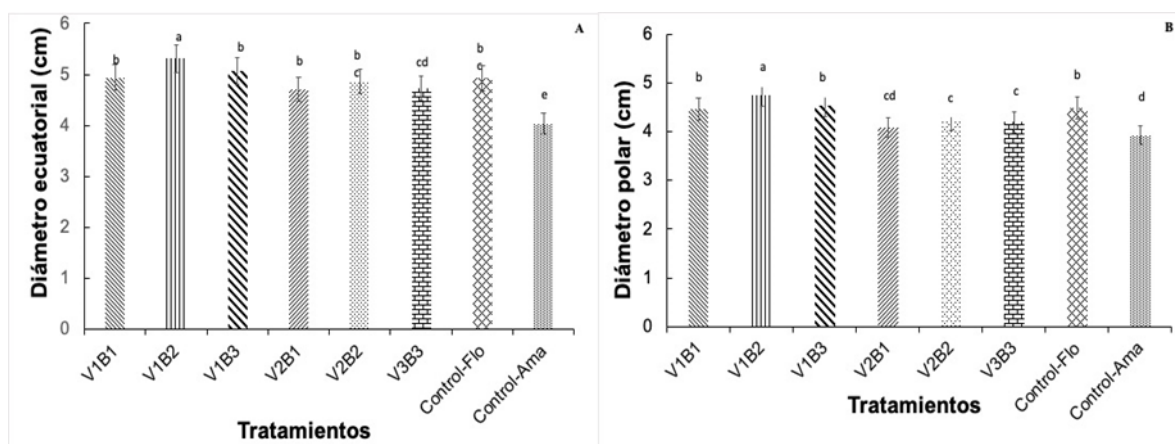 A
Diámetro ecuatorial (cm)
6
5
4
3
2
1
0
b
a
b
b
b
c
cd
b
c
e
V1B1
V1B2
V1B3
V2B1
V2B2
V3B3
Control-Flo
Control-Ama
Tratamientos
B
Diámetro polar (cm)
6
5
4
3
2
1
0
b
a
b
cd
c
c
b
d
V1B1
V1B2
V1B3
V2B1
V2B2
V3B3
Control-Flo
Control-Ama
Tratamientos